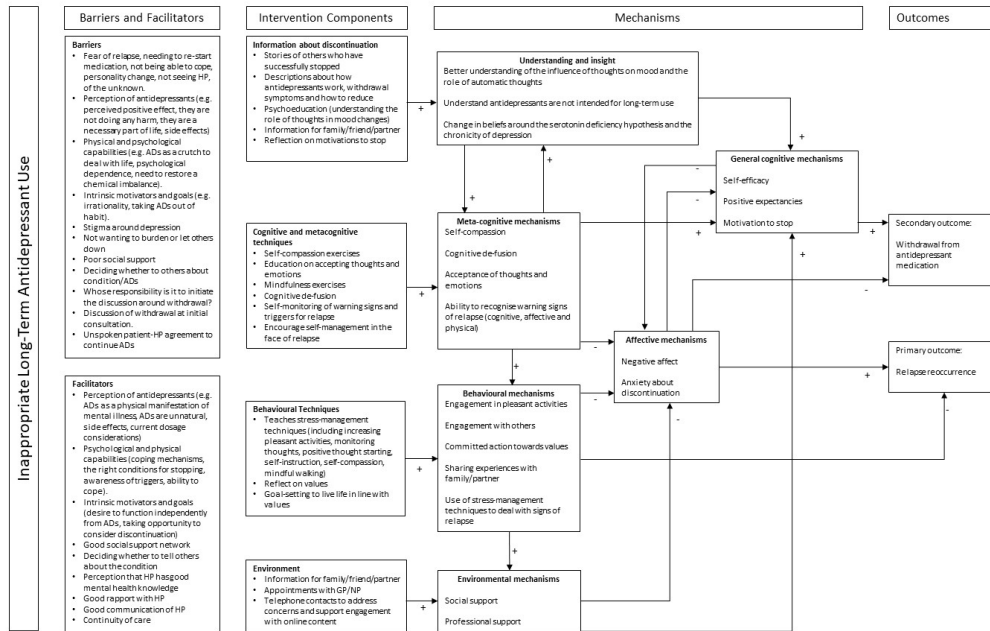 Inappropriate Long-Term Antidepressant Use
Barriers and Facilitators
Barriers
• Fear of relapse, needing to re-start
medication, not being able to cope,
personality change, not seeing HP,
of the unknown.
• Perception of antidepressants (e.g.
perceived positive effect, they are
not doing any harm, they are a
necessary part of life, side effects)
• Physical and psychological
capabilities (e.g. ADs as a crutch to
deal with life, psychological
dependence, need to restore a
chemical imbalance).
• Intrinsic motivators and goals (e.g.
irrationality, taking ADs out of
habit).
• Stigma around depression
• Not wanting to burden or let others
down
• Poor social support
• Deciding whether to others about
condition/ADs
• Whose responsibility is it to initiate
the discussion around withdrawal?
• Discussion of withdrawal at initial
consultation.
• Unspoken patient-HP agreement to
continue ADs
Facilitators
• Perception of antidepressants (e.g.
ADs as a physical manifestation of
mental illness, ADs are unnatural,
side effects, current dosage
considerations)
• Psychological and physical
capabilities (coping mechanisms, the
right conditions for stopping,
awareness of triggers, ability to
cope).
• Intrinsic motivators and goals
(desire to function independently
from ADs, taking opportunity to
consider discontinuation)
• Good social support network
• Deciding whether to tell others
about the condition
• Perception that HP has good
mental health knowledge
• Good rapport with HP
• Good communication of HP
• Continuity of care
Intervention Components
Information about discontinuation
• Stories of others who have
successfully stopped
• Descriptions about how
antidepressants work, withdrawal
symptoms and how to reduce
• Psychoeducation (understanding the
role of thoughts in mood changes)
• Information for family/friend/partner
• Reflection on motivations to stop
+
Cognitive and metacognitive
techniques
• Self-compassion exercises
• Education on accepting thoughts and
emotions
• Mindfulness exercises
• Cognitive de-fusion
• Self-monitoring of warning signs and
triggers for relapse
• Encourage self-management in the
face of relapse
+
Behavioural Techniques
• Teaches stress-management
techniques (including increasing
pleasant activities, monitoring
thoughts, positive thought starting,
self-instruction, self-compassion,
mindful walking)
• Reflect on values
• Goal-setting to live life in line with
values
+
Environment
• Information for family/friend/partner
• Appointments with GP/NP
• Telephone contacts to address
concerns and support engagement
with online content
+
Mechanisms
Understanding and insight
Better understanding of the influence of thoughts on mood and the
role of automatic thoughts
Understand antidepressants are not intended for long-term use
Change in beliefs around the serotonin deficiency hypothesis and the
chronicity of depression
+
+
+
Meta-cognitive mechanisms
Self-compassion
Cognitive de-fusion
Acceptance of thoughts and
emotions
Ability to recognise warning signs
of relapse (cognitive, affective and
physical)
+
-
+
Behavioural mechanisms
Engagement in pleasant activities
Engagement with others
Committed action towards values
Sharing experiences with
family/partner
Use of stress-management
techniques to deal with signs of
relapse
-
+
Environmental mechanisms
Social support
Professional support
General cognitive mechanisms
Self-efficacy
Positive expectancies
Motivation to stop
-
-
+
+
Affective mechanisms
Negative affect
Anxiety about
discontinuation
-
-
+
Outcomes
Secondary outcome:
Withdrawal from
antidepressant
medication
Primary outcome:
Relapse reoccurrence
-